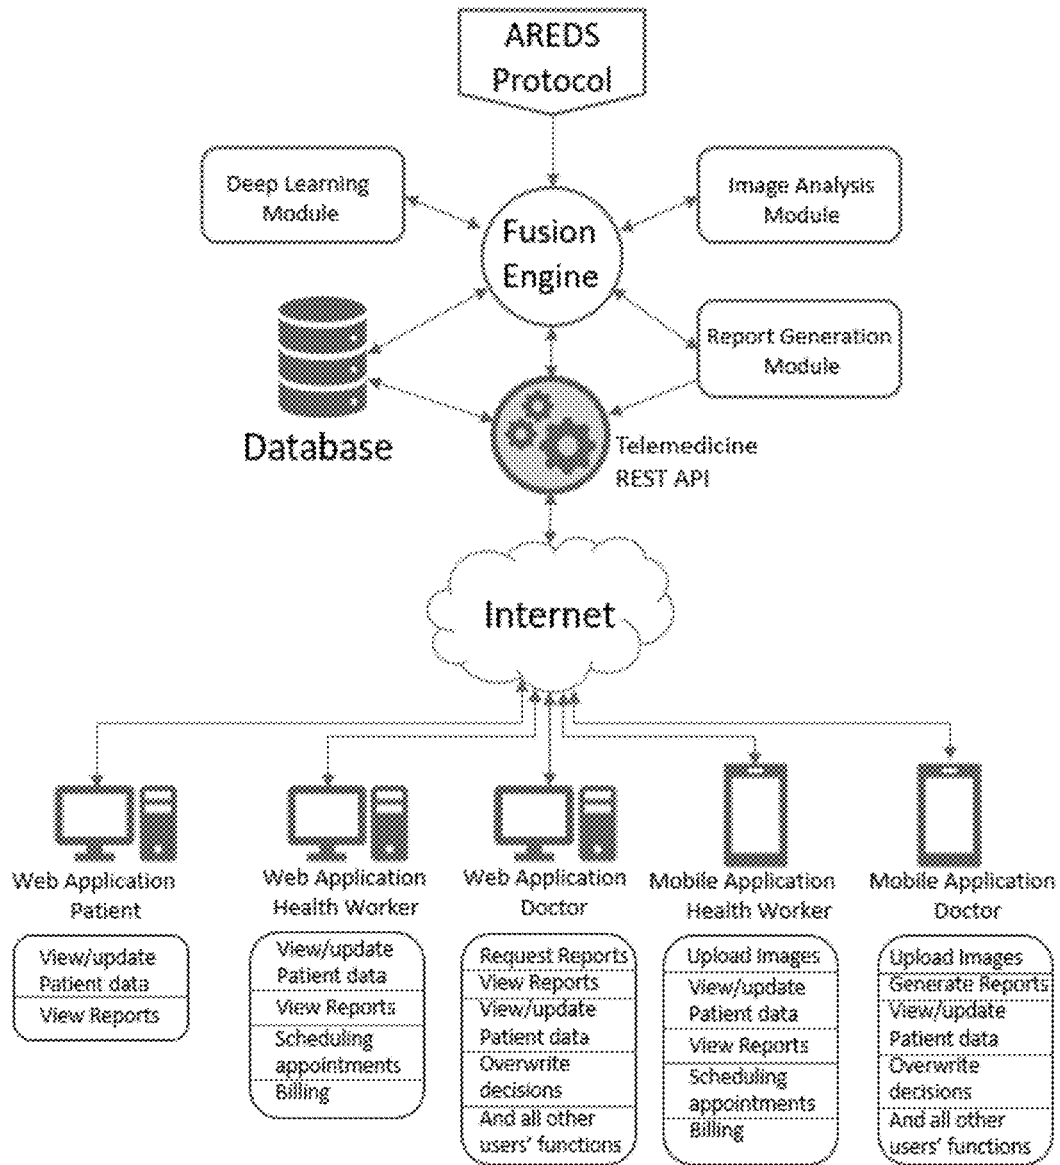 AREDS
Protocol
Deep Learning
Module
Image Analysis
Module
Fusion
Engine
Report Generation
Module
Database
Telemedicine
REST API
Internet
Web Application
Patient
View/update
Patient data
View Reports
Web Application
Health Worker
View/update
Patient data
View Reports
Scheduling
appointments
Billing
Web Application
Doctor
Request Reports
View Reports
View/update
Patient data
Overwrite
decisions
And all other
users' functions
Mobile Application
Health Worker
Upload Images
View/update
Patient data
View Reports
Scheduling
appointments
Billing
Mobile Application
Doctor
Upload Images
Generate Reports
View/update
Patient data
Overwrite
decisions
And all other
users' functions